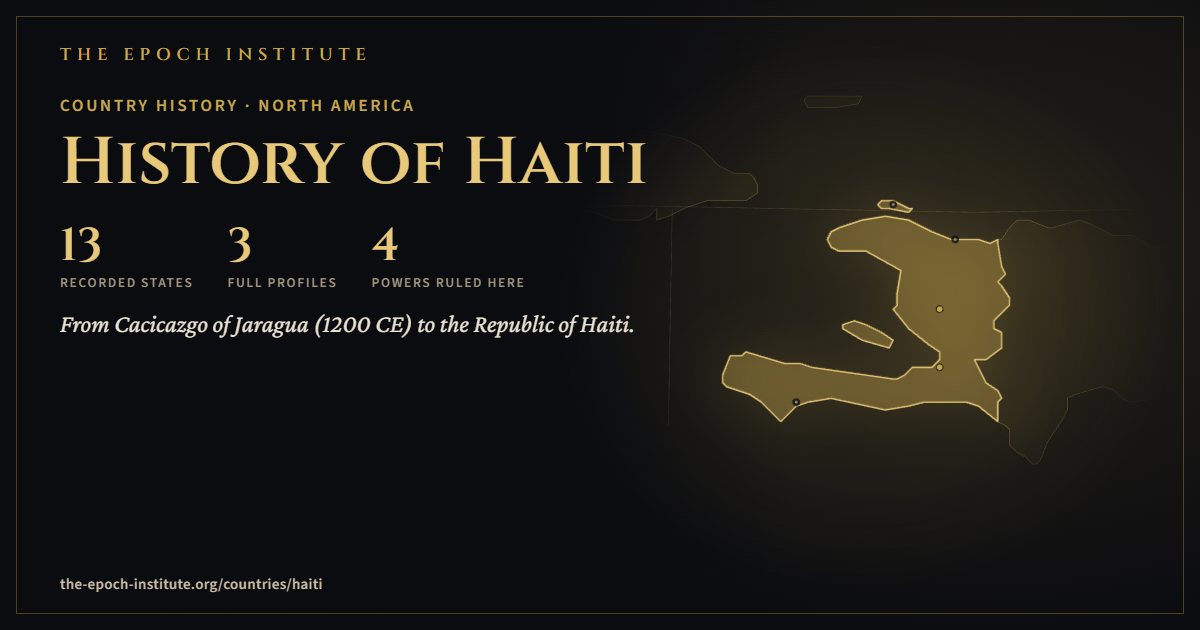 THE EPOCH INSTITUTE
COUNTRY HISTORY · NORTH AMERICA
HISTORY OF HAITI
13 3 4
RECORDED STATES FULL PROFILES POWERS RULED HERE
From Cacicazgo of Jaragua (1200 CE) to the Republic of Haiti.
the-epoch-institute.org/countries/haiti